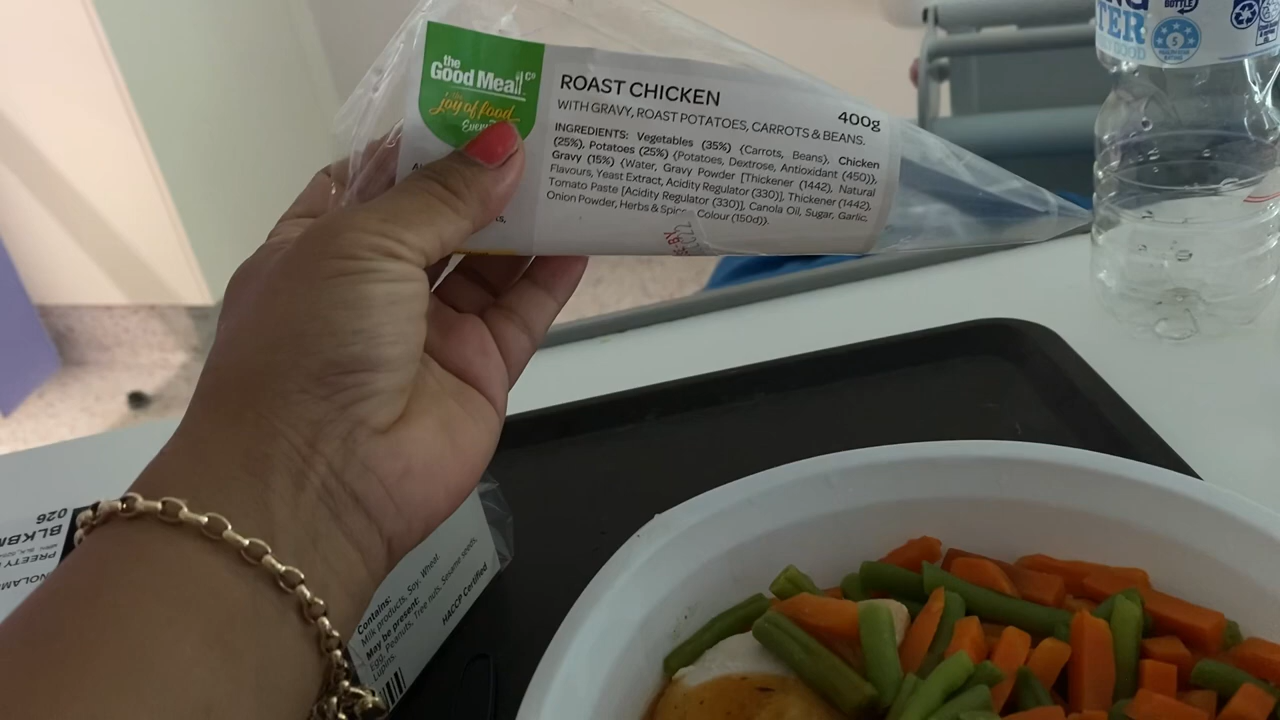 the
Good Meal Co
joy of food
Every
ROAST CHICKEN
WITH GRAVY, ROAST POTATOES, CARROTS & BEANS.
400g
INGREDIENTS: Vegetables (35%) {Carrots, Beans}, Chicken
(25%), Potatoes (25%) {Potatoes, Dextrose, Antioxidant (450)},
Gravy (15%) {Water, Gravy Powder [Thickener (1442), Natural
Flavours, Yeast Extract, Acidity Regulator (330)], Thickener (1442),
Tomato Paste [Acidity Regulator (330)], Canola Oil, Sugar, Garlic,
Onion Powder, Herbs & Spice, Colour (150d)}.
BOTTLE
Contains:
Milk products, Soy, Wheat
May be present:
Egg, Peanuts, Tree nuts, Sesame seeds,
Lupins.
HACCP Certified
026
PREETY